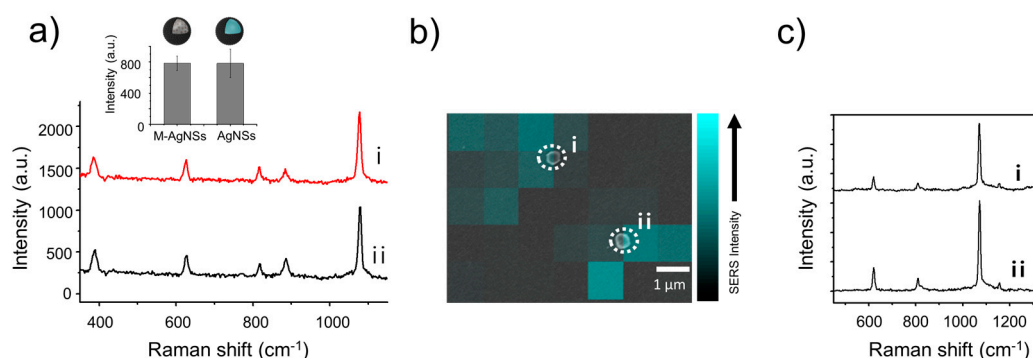 a)
Intensity (a.u.)
800
400
0
M-AgNSs AgNSs
Intensity (a.u.)
2000
1500
1000
500
0
i
ii
400 600 800 1000
Raman shift (cm⁻¹)
b)
i
ii
1 μm
SERS Intensity
c)
Intensity (a.u.)
i
ii
600 800 1000 1200
Raman shift (cm⁻¹)